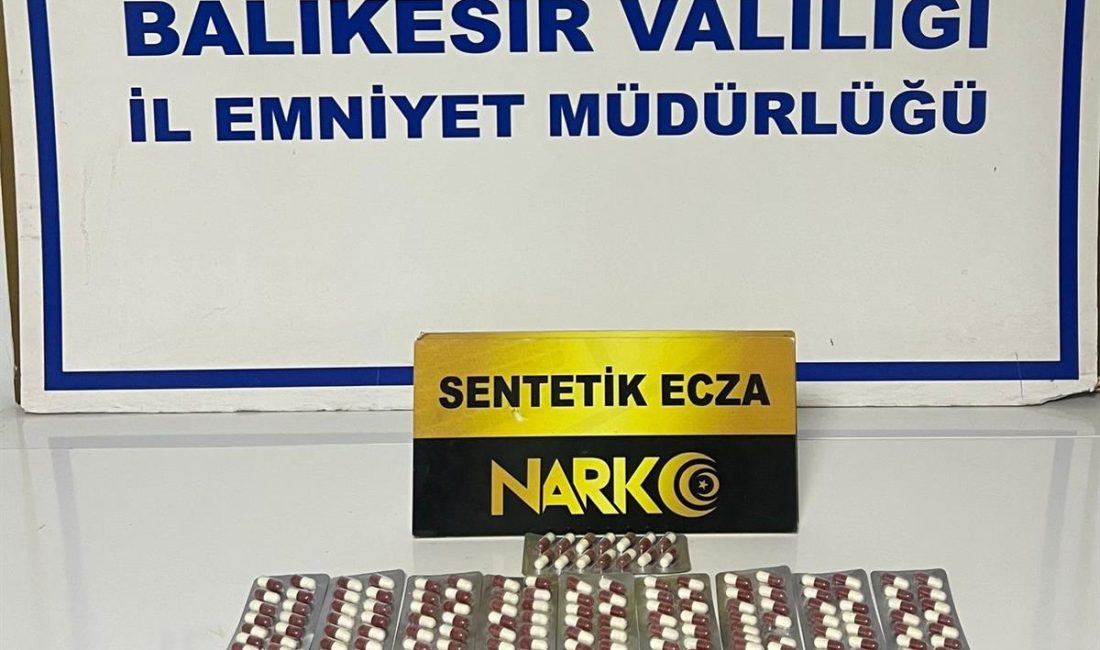 BALIKESİR VALİLİĞİ
İL EMNİYET MÜDÜRLÜĞÜ
SENTETİK ECZA
NARKO